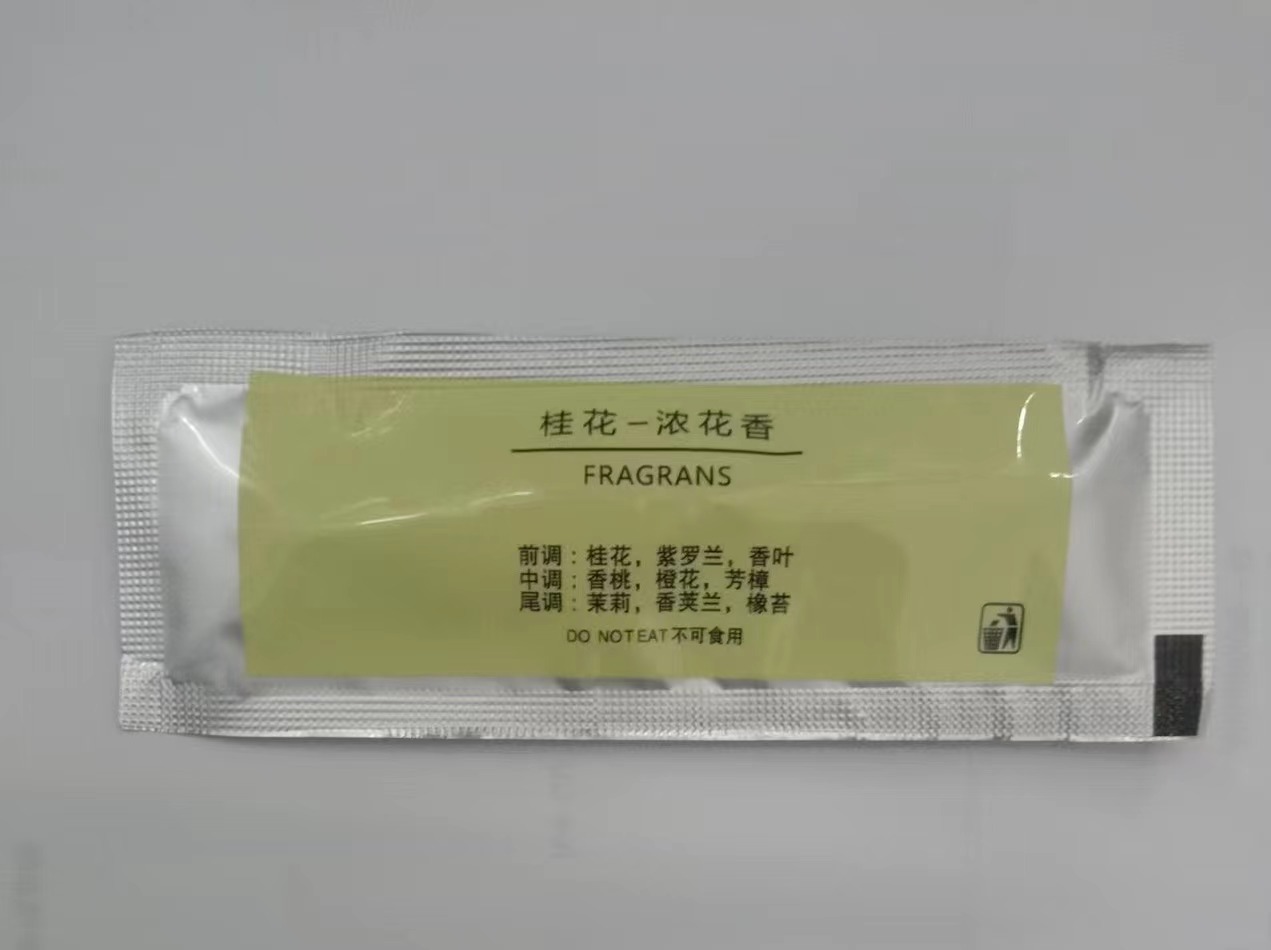 桂花－浓花香
FRAGRANS
前调：桂花，紫罗兰，香叶
中调：香桃，橙花，芳樟
尾调：茉莉，香荚兰，橡苔
DO NOT EAT 不可食用